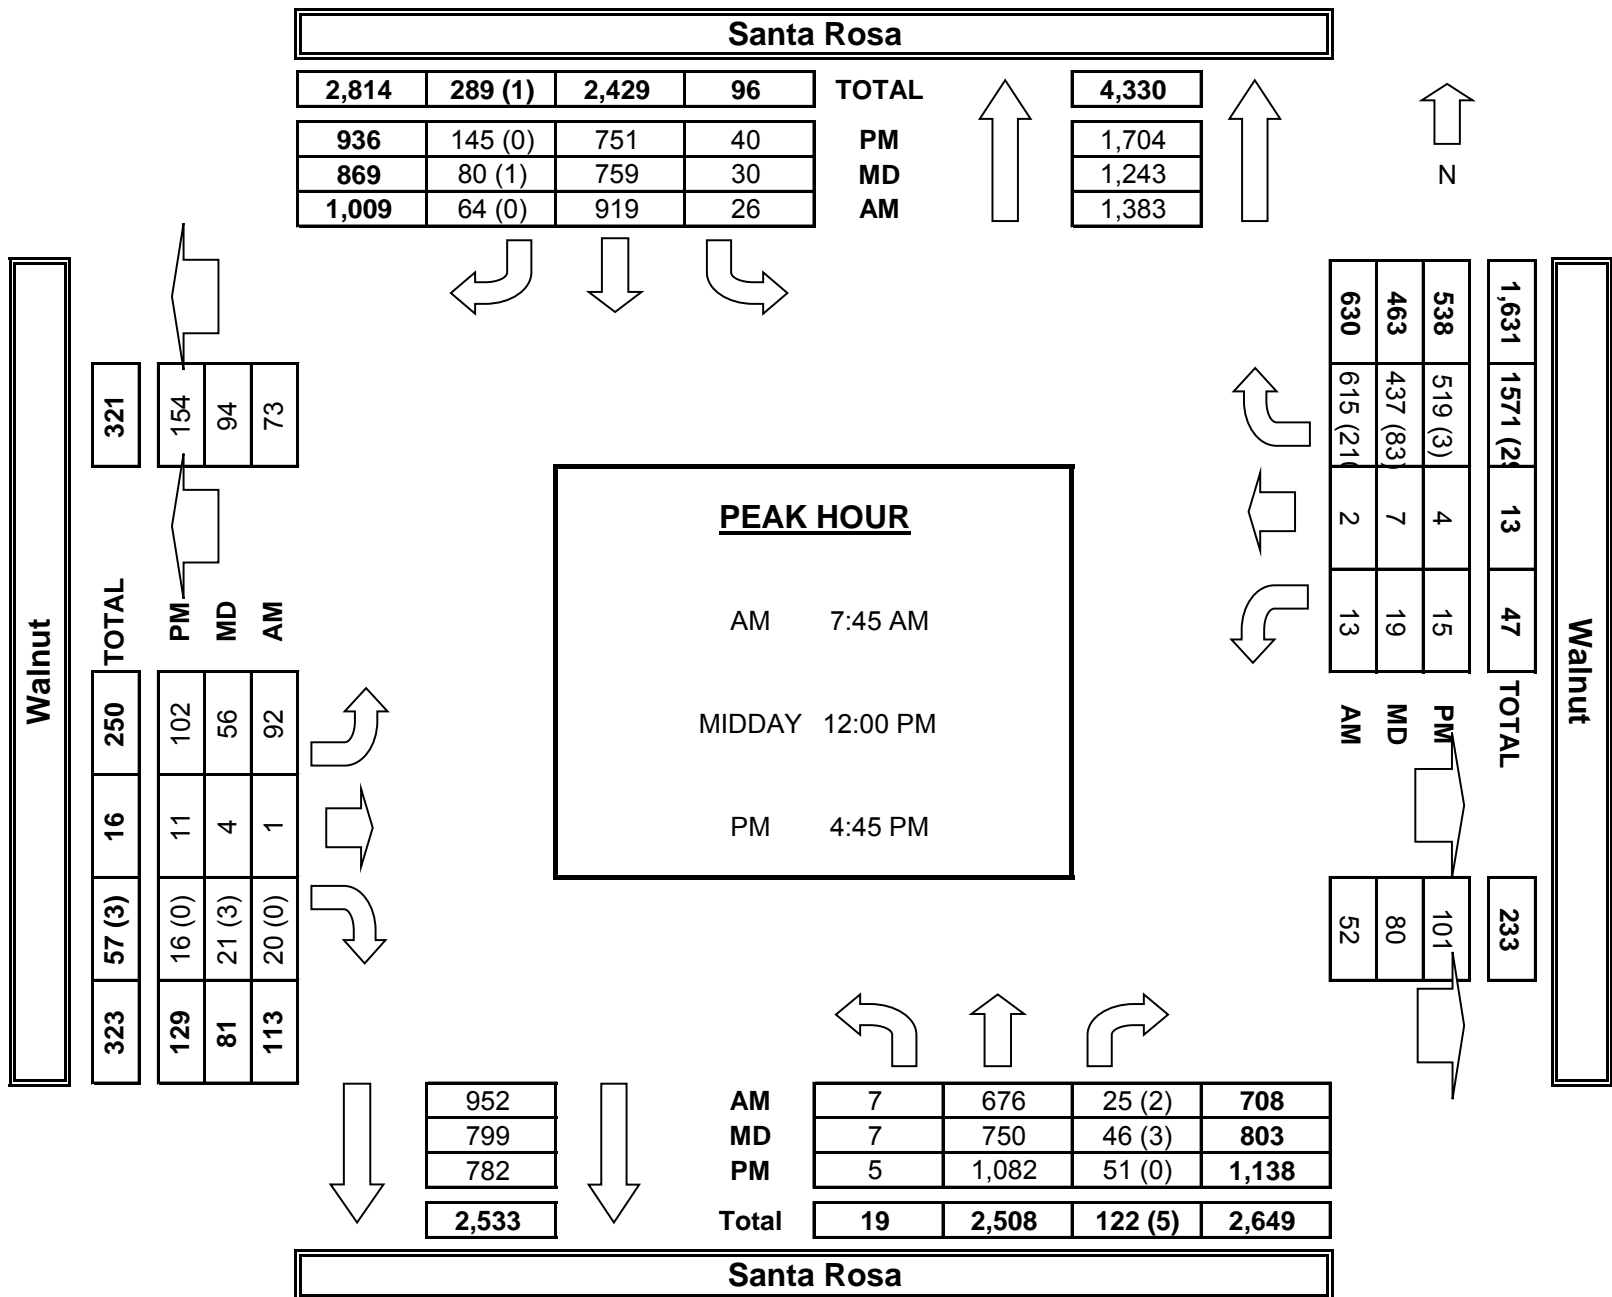 Santa Rosa
2,814 289 (1) 2,429 96 TOTAL 4,330
936 145 (0) 751 40 PM 1,704
869 80 (1) 759 30 MD 1,243
1,009 64 (0) 919 26 AM 1,383
N
Walnut
321
154 94 73
TOTAL PM MD AM
250 102 56 92
16 11 4 1
57 (3) 16 (0) 21 (3) 20 (0)
323 129 81 113
PEAK HOUR
AM 7:45 AM
MIDDAY 12:00 PM
PM 4:45 PM
630 463 538 1,631
615 (210 437 (83) 519 (3) 1571 (29
2 7 4 13
13 19 15 47
AM MD PM TOTAL
52 80 101 233
Walnut
952 AM 7 676 25 (2) 708
799 MD 7 750 46 (3) 803
782 PM 5 1,082 51 (0) 1,138
2,533 Total 19 2,508 122 (5) 2,649
Santa Rosa